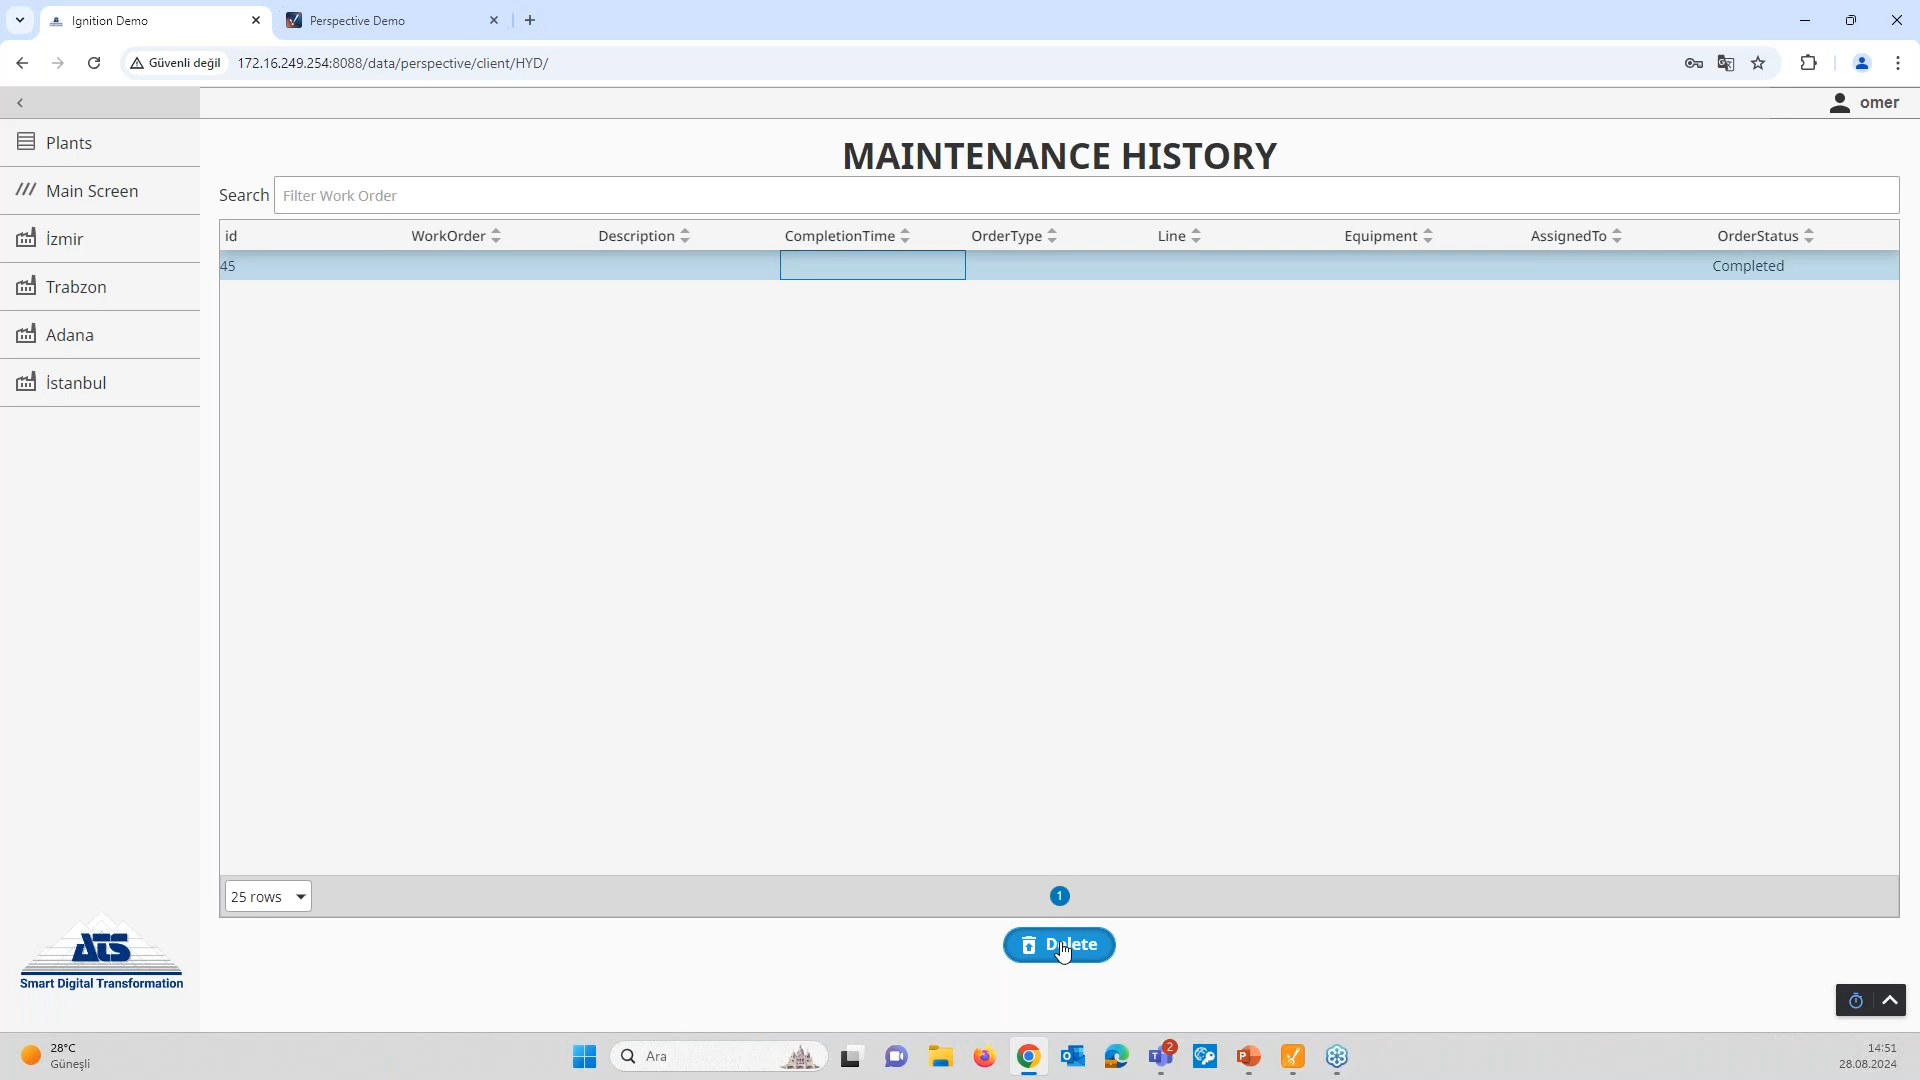 Ignition Demo
Perspective Demo
Güvenli değil
172.16.249.254:8088/data/perspective/client/HYD/
omer
Plants
Main Screen
İzmir
Trabzon
Adana
İstanbul
MAINTENANCE HISTORY
Search
Filter Work Order
id WorkOrder Description CompletionTime OrderType Line Equipment AssignedTo OrderStatus
45 Completed
25 rows
1
Delete
ATS
Smart Digital Transformation
28°C
Güneşli
Ara
2
14:51
28.08.2024